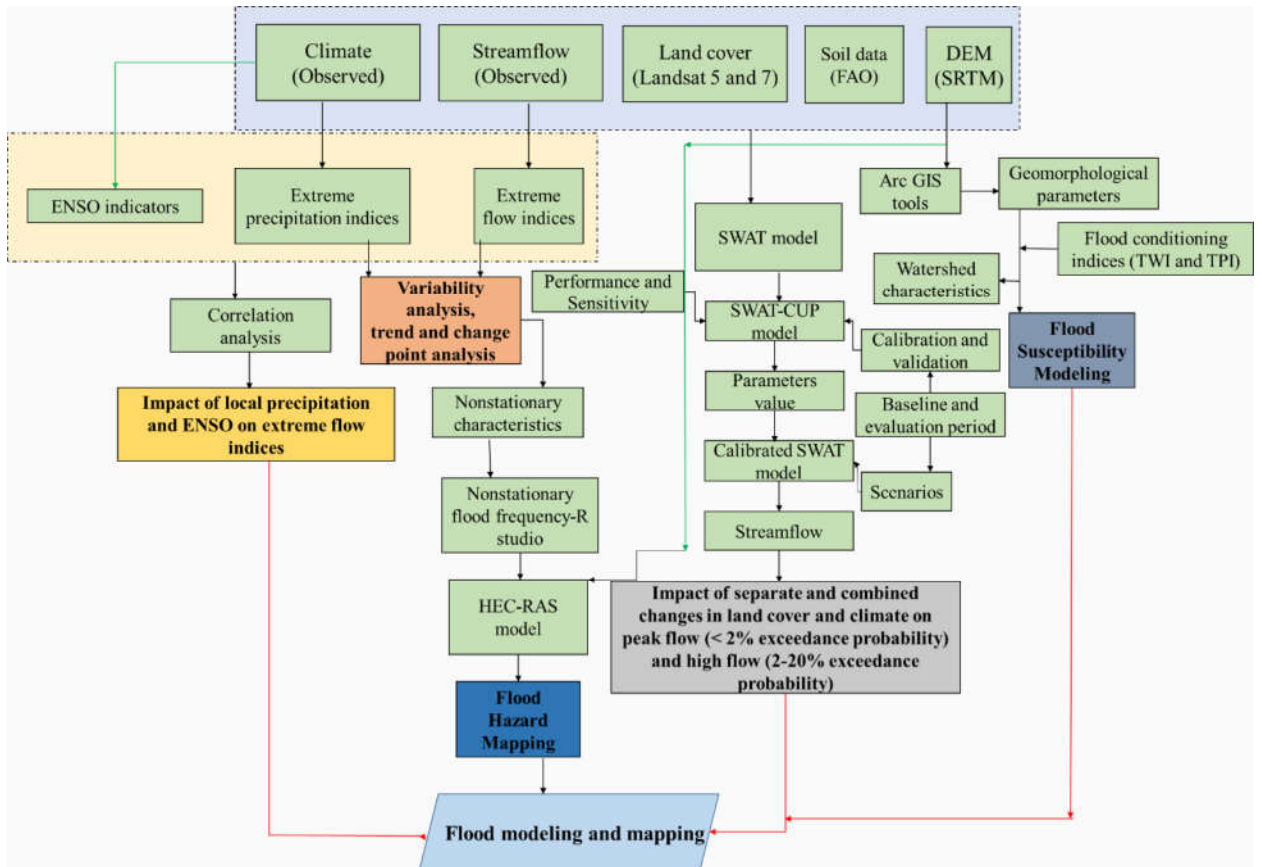 Climate
(Observed)
Streamflow
(Observed)
Land cover
(Landsat 5 and 7)
Soil data
(FAO)
DEM
(SRTM)
ENSO indicators
Extreme
precipitation indices
Extreme
flow indices
Arc GIS
tools
Geomorphological
parameters
SWAT model
Flood conditioning
indices (TWI and TPI)
Watershed
characteristics
Performance and
Sensitivity
Variability
analysis,
trend and change
point analysis
Correlation
analysis
SWAT-CUP
model
Calibration and
validation
Flood
Susceptibility
Modeling
Impact of local precipitation
and ENSO on extreme flow
indices
Nonstationary
characteristics
Parameters
value
Baseline and
evaluation period
Calibrated SWAT
model
Scenarios
Nonstationary
flood frequency-R
studio
Streamflow
HEC-RAS
model
Impact of separate and combined
changes in land cover and climate on
peak flow (< 2% exceedance probability)
and high flow (2-20% exceedance
probability)
Flood
Hazard
Mapping
Flood modeling and mapping